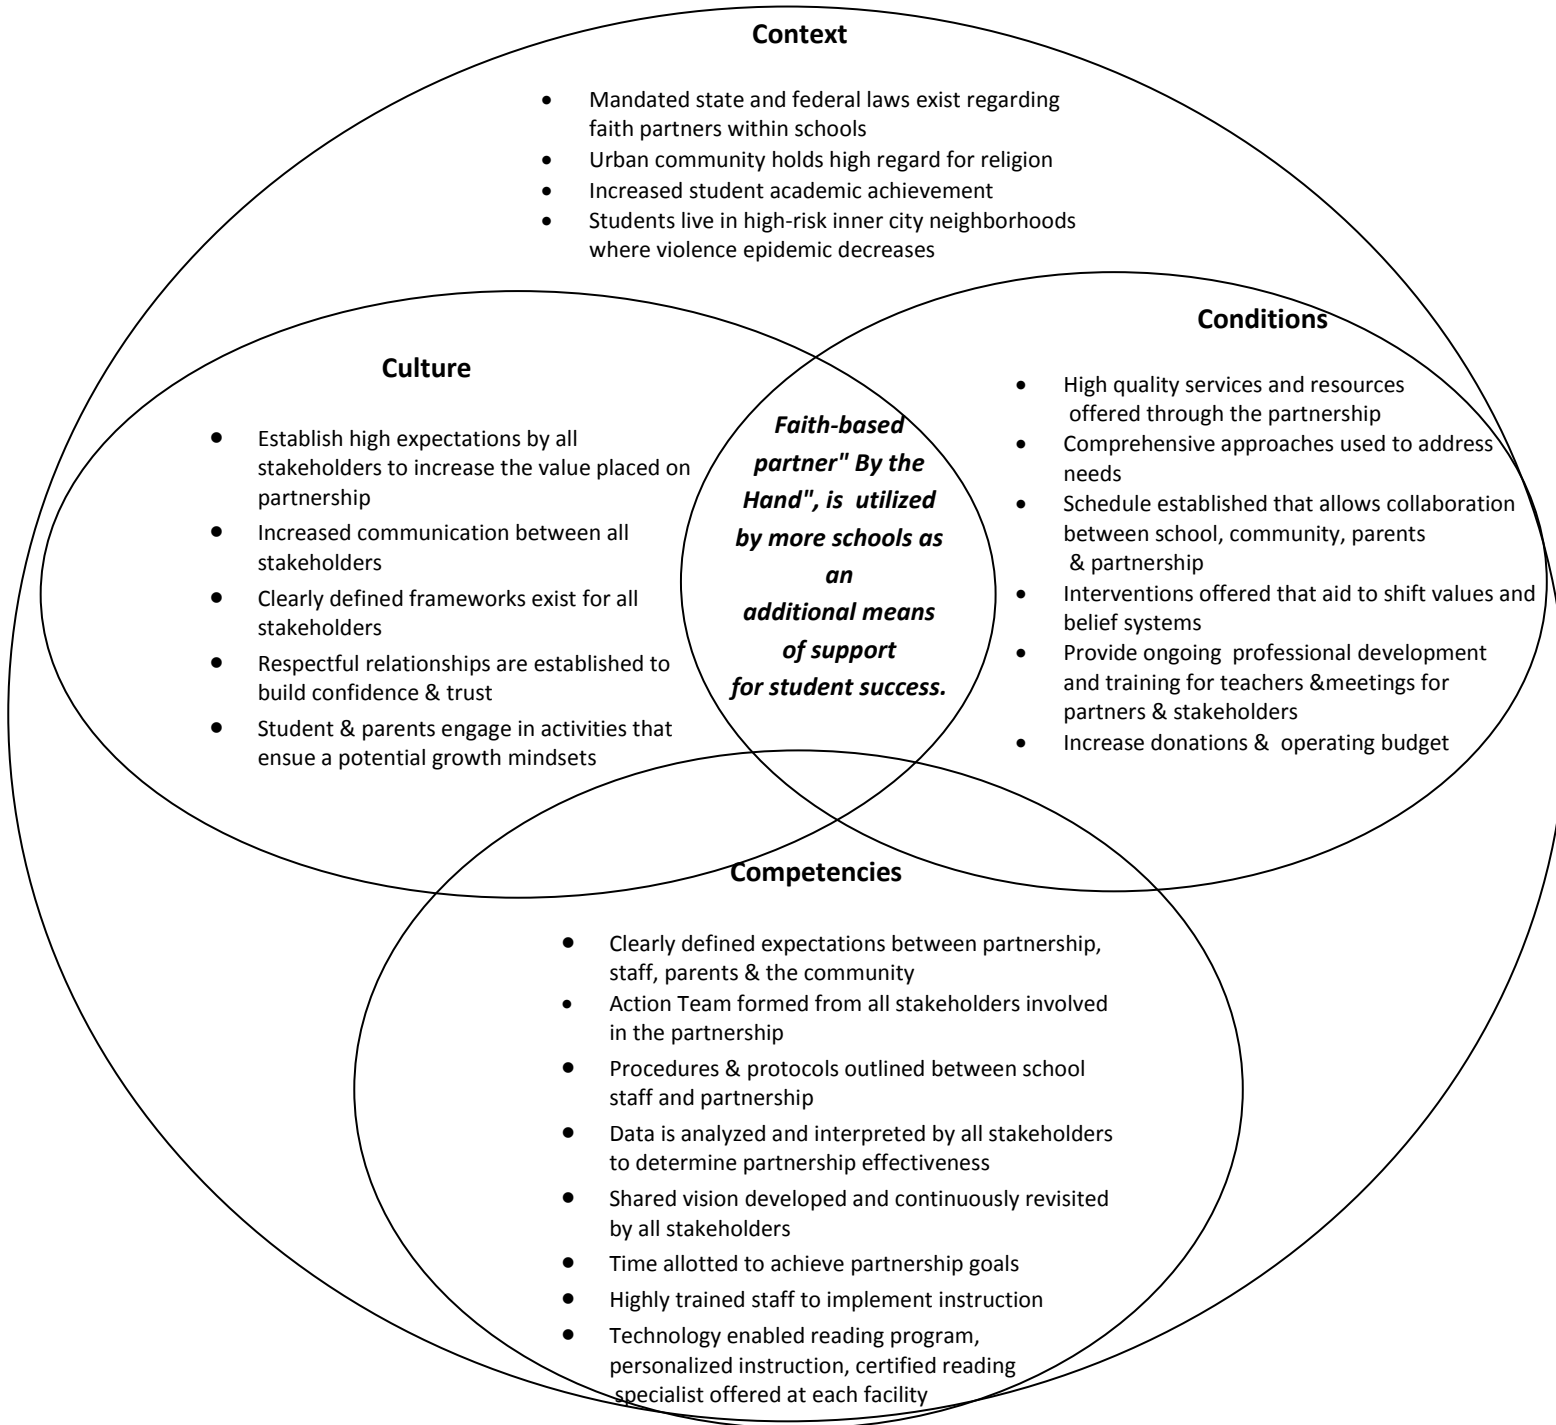 Context
• Mandated state and federal laws exist regarding
faith partners within schools
• Urban community holds high regard for religion
• Increased student academic achievement
• Students live in high-risk inner city neighborhoods
where violence epidemic decreases
Culture
• Establish high expectations by all
stakeholders to increase the value placed on
partnership
• Increased communication between all
stakeholders
• Clearly defined frameworks exist for all
stakeholders
• Respectful relationships are established to
build confidence & trust
• Student & parents engage in activities that
ensue a potential growth mindsets
Faith-based
partner" By the
Hand", is utilized
by more schools as
an
additional means
of support
for student success.
Conditions
• High quality services and resources
offered through the partnership
• Comprehensive approaches used to address
needs
• Schedule established that allows collaboration
between school, community, parents
& partnership
• Interventions offered that aid to shift values and
belief systems
• Provide ongoing professional development
and training for teachers &meetings for
partners & stakeholders
• Increase donations & operating budget
Competencies
• Clearly defined expectations between partnership,
staff, parents & the community
• Action Team formed from all stakeholders involved
in the partnership
• Procedures & protocols outlined between school
staff and partnership
• Data is analyzed and interpreted by all stakeholders
to determine partnership effectiveness
• Shared vision developed and continuously revisited
by all stakeholders
• Time allotted to achieve partnership goals
• Highly trained staff to implement instruction
• Technology enabled reading program,
personalized instruction, certified reading
specialist offered at each facility